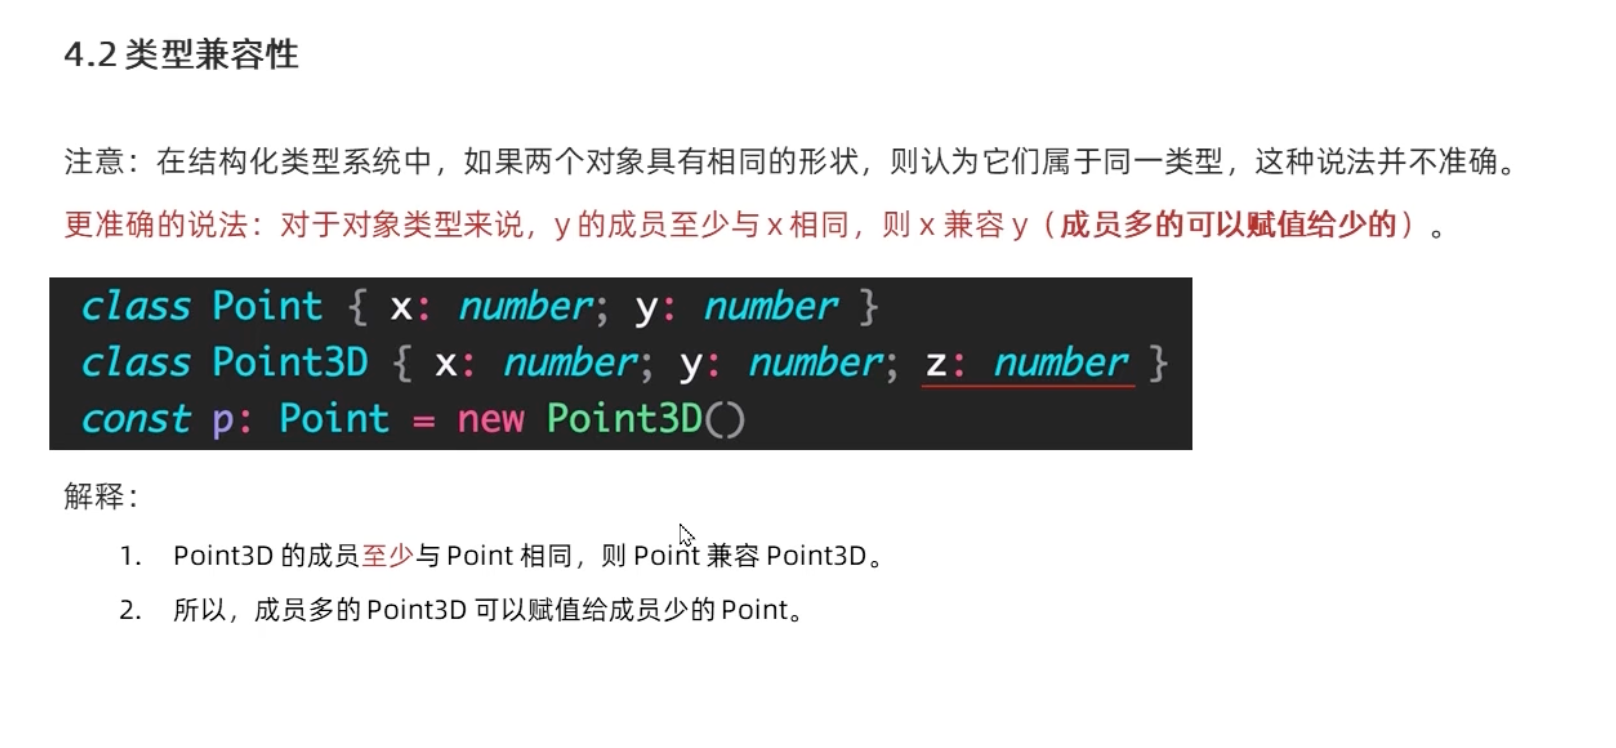 4.2 类型兼容性
注意：在结构化类型系统中，如果两个对象具有相同的形状，则认为它们属于同一类型，这种说法并不准确。
更准确的说法：对于对象类型来说，y 的成员至少与 x 相同，则 x 兼容 y（成员多的可以赋值给少的）。
class Point { x: number; y: number }
class Point3D { x: number; y: number; z: number }
const p: Point = new Point3D()
解释：
1. Point3D 的成员至少与 Point 相同，则 Point 兼容 Point3D。
2. 所以，成员多的 Point3D 可以赋值给成员少的 Point。